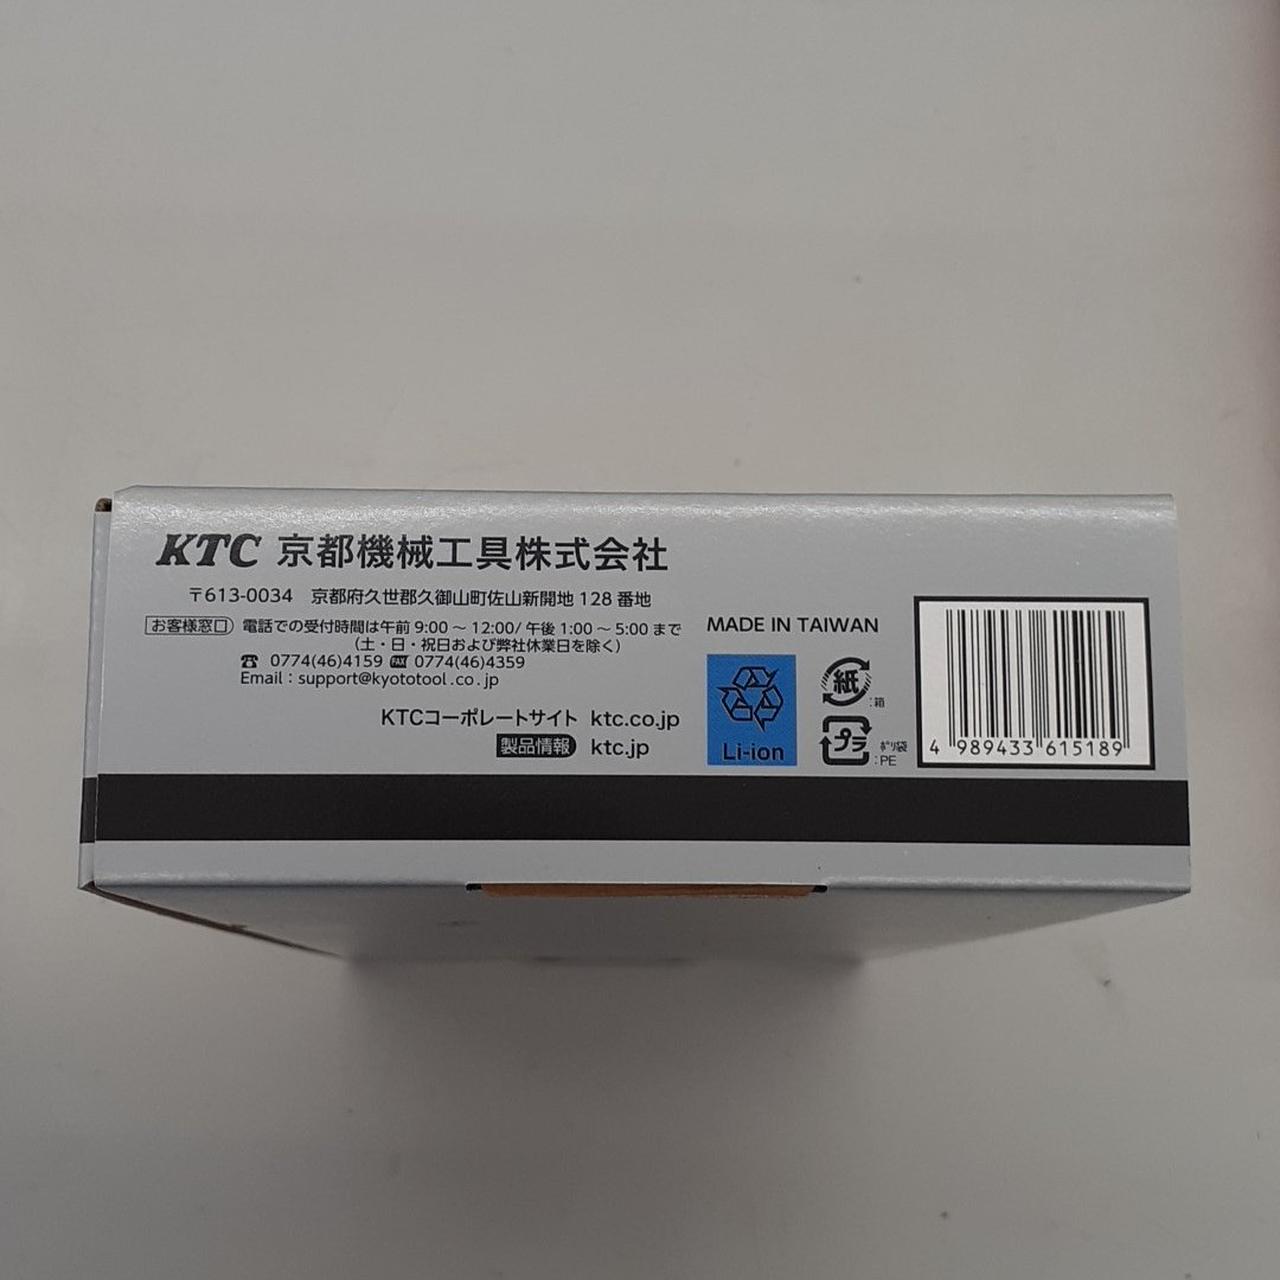 KTC 京都機械工具株式会社
〒613-0034 京都府久世郡久御山町佐山新開地128番地
お客様窓口 電話での受付時間は午前9:00～12:00/午後1:00～5:00まで
(土・日・祝日および弊社休業日を除く)
☎ 0774(46)4159 FAX 0774(46)4359
Email : support@kyototool.co.jp
KTCコーポレートサイト ktc.co.jp
製品情報 ktc.jp
MADE IN TAIWAN
Li-ion
紙 :箱
プラ ﾎﾟﾘ袋
:PE
4 989433 615189